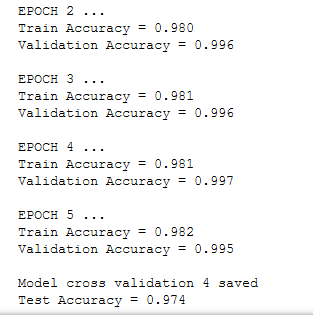 EPOCH 2 ...
Train Accuracy = 0.980
Validation Accuracy = 0.996
EPOCH 3 ...
Train Accuracy = 0.981
Validation Accuracy = 0.996
EPOCH 4 ...
Train Accuracy = 0.981
Validation Accuracy = 0.997
EPOCH 5 ...
Train Accuracy = 0.982
Validation Accuracy = 0.995
Model cross validation 4 saved
Test Accuracy = 0.974